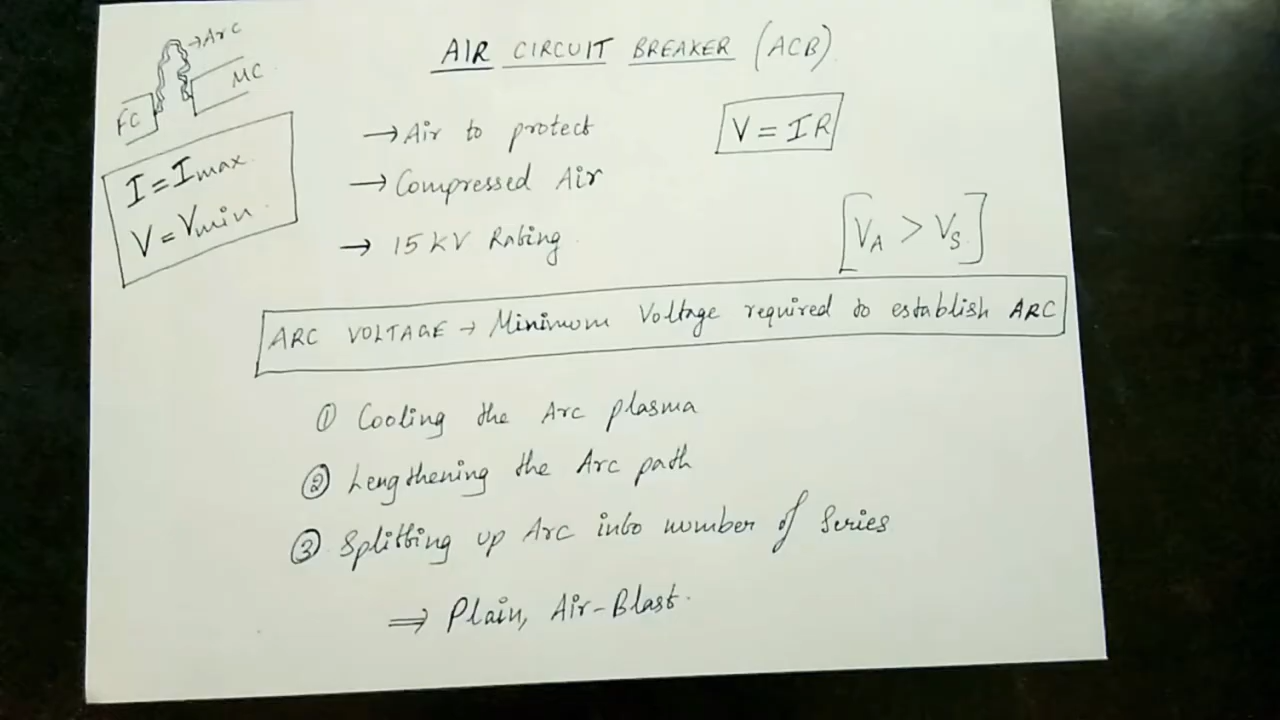 AIR CIRCUIT BREAKER (ACB)
Arc
MC
FC
I = Imax
V = Vmin
→ Air to protect
→ Compressed Air
→ 15 kV Rating
V = IR
[VA > VS]
ARC VOLTAGE → Minimum Voltage required to establish ARC
① Cooling the Arc plasma
② Lengthening the Arc path
③ Splitting up Arc into number of Series
⇒ Plain, Air-Blast.